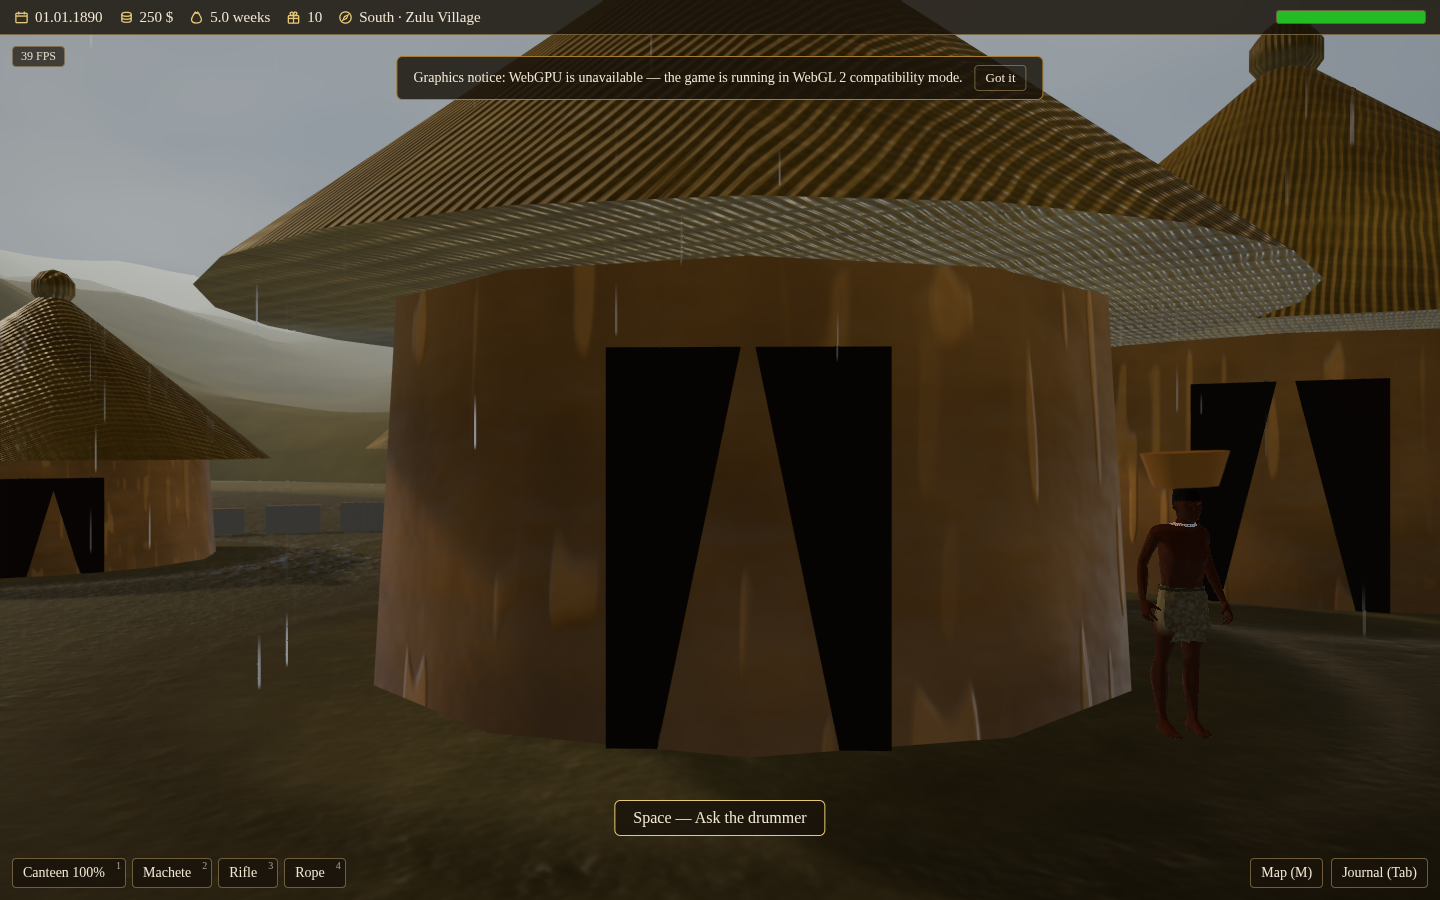 01.01.1890 250 $ 5.0 weeks 10 South · Zulu Village
39 FPS
Graphics notice: WebGPU is unavailable — the game is running in WebGL 2 compatibility mode. Got it
Space — Ask the drummer
Canteen 100% 1 Machete 2 Rifle 3 Rope 4 Map (M) Journal (Tab)